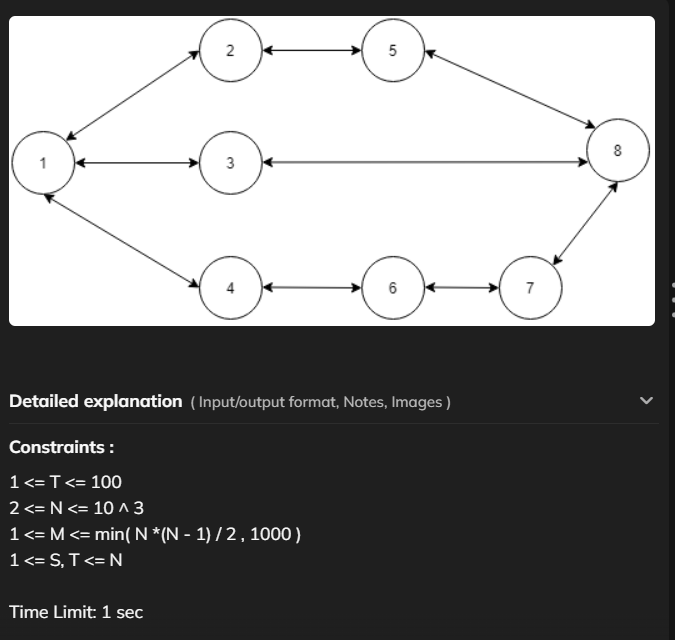 2
5
8
1
3
4
6
7
Detailed explanation ( Input/output format, Notes, Images )
Constraints :
1 <= T <= 100
2 <= N <= 10 ^ 3
1 <= M <= min( N *(N - 1) / 2 , 1000 )
1 <= S, T <= N
Time Limit: 1 sec